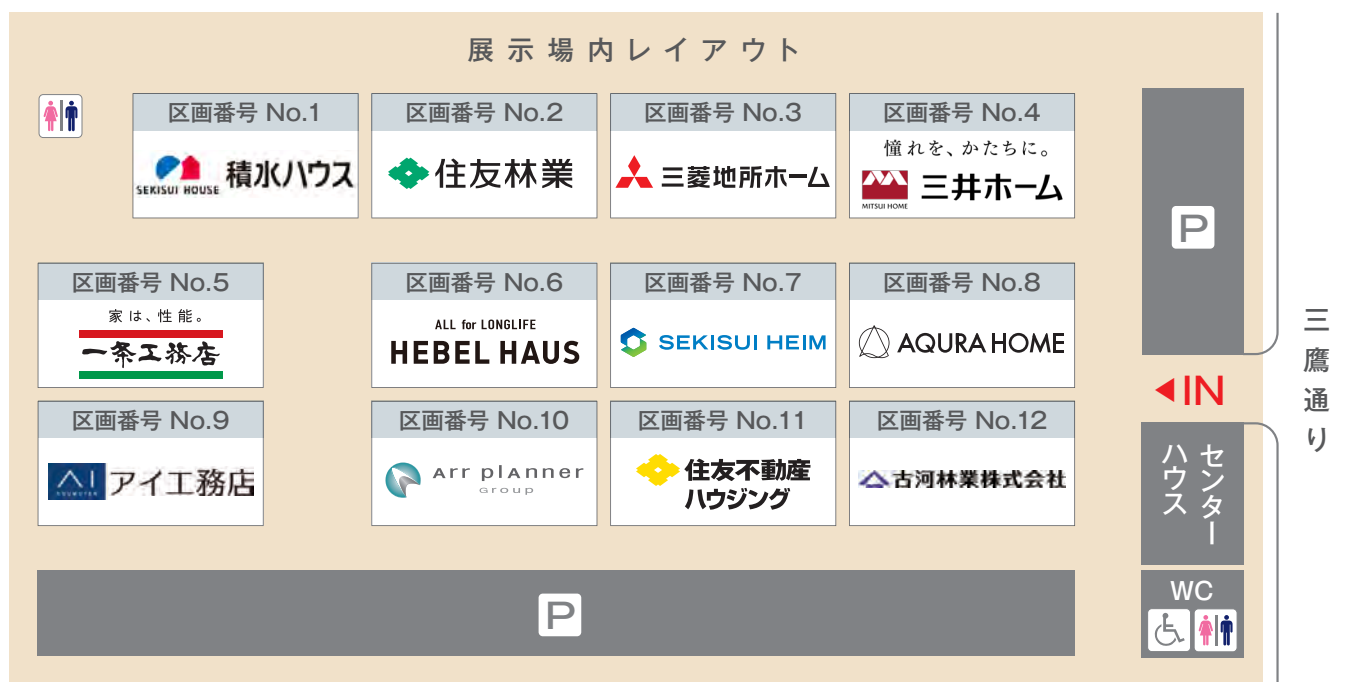 展示場内レイアウト
区画番号 No.1
SEKISUI HOUSE 積水ハウス
区画番号 No.2
住友林業
区画番号 No.3
三菱地所ホーム
区画番号 No.4
憧れを、かたちに。
MITSUI HOME 三井ホーム
P
区画番号 No.5
家は、性能。
一条工務店
区画番号 No.6
ALL for LONGLIFE
HEBEL HAUS
区画番号 No.7
SEKISUI HEIM
区画番号 No.8
AQURA HOME
三鷹通り
IN
区画番号 No.9
アイ工務店
区画番号 No.10
Arr plAnner
GROUP
区画番号 No.11
住友不動産
ハウジング
区画番号 No.12
古河林業株式会社
センター
ハウス
P
WC